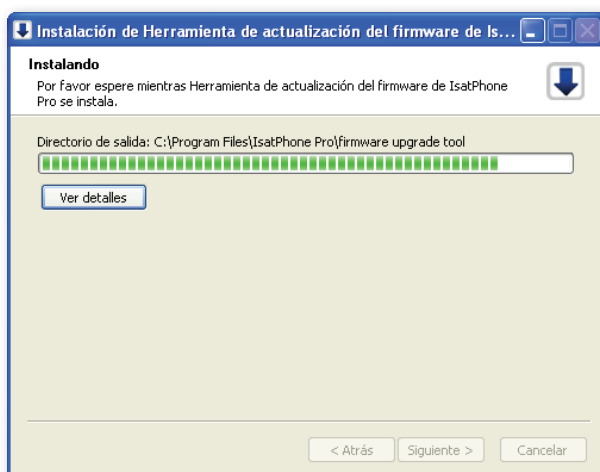 Instalación de Herramienta de actualización del firmware de Is...
Instalando
Por favor espere mientras Herramienta de actualización del firmware de IsatPhone
Pro se instala.
Directorio de salida: C:\Program Files\IsatPhone Pro\firmware upgrade tool
Ver detalles
< Atrás
Siguiente >
Cancelar